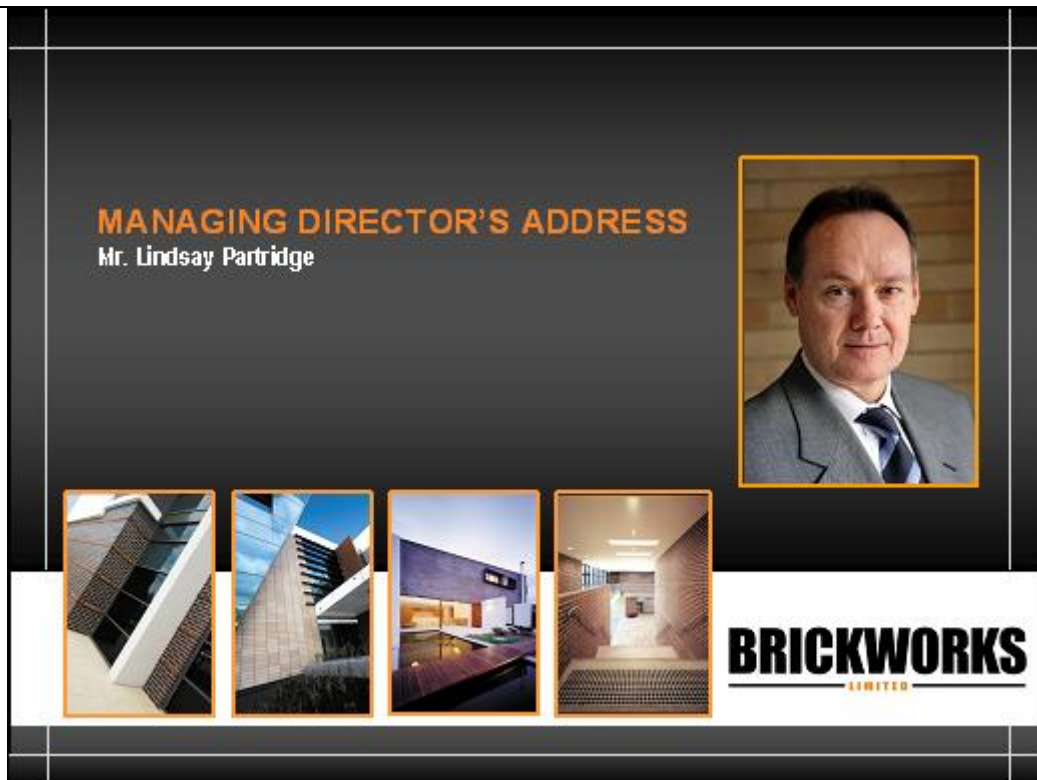 MANAGING DIRECTOR'S ADDRESS
Mr. Lindsay Partridge
BRICKWORKS
LIMITED